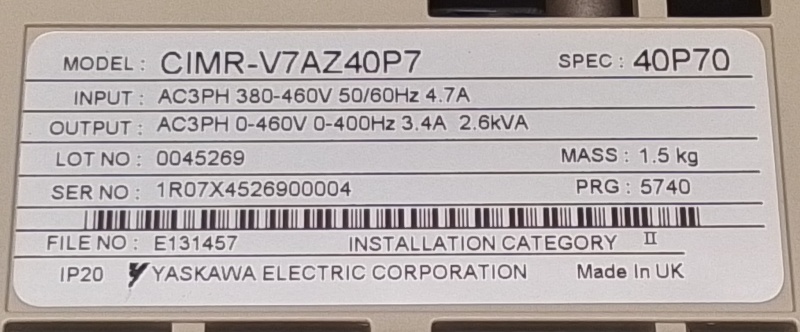 MODEL : CIMR-V7AZ40P7 SPEC : 40P70
INPUT : AC3PH 380-460V 50/60Hz 4.7A
OUTPUT : AC3PH 0-460V 0-400Hz 3.4A 2.6kVA
LOT NO : 0045269 MASS : 1.5 kg
SER NO : 1R07X4526900004 PRG : 5740
FILE NO : E131457 INSTALLATION CATEGORY II
IP20 YASKAWA ELECTRIC CORPORATION Made In UK